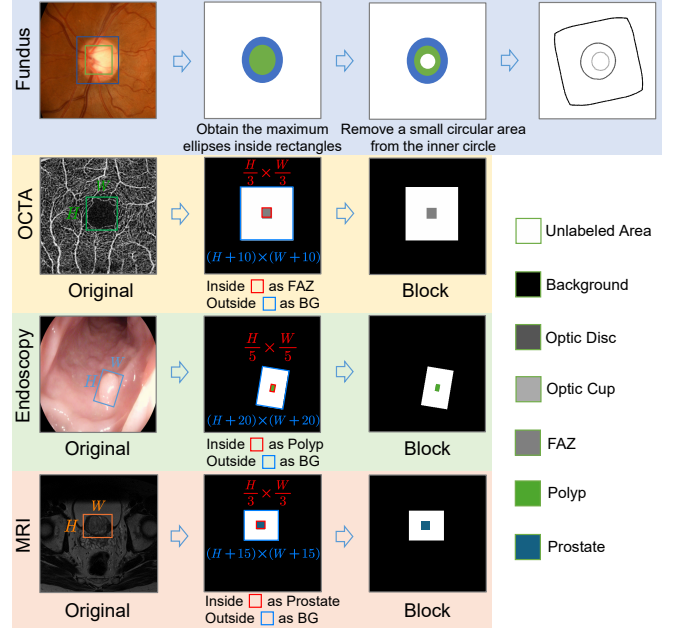 Fundus
Obtain the maximum
ellipses inside rectangles
Remove a small circular area
from the inner circle
OCTA
W
H
Original
H/3 × W/3
(H+10)×(W+10)
Inside □ as FAZ
Outside □ as BG
Block
Endoscopy
W
H
Original
H/5 × W/5
(H+20)×(W+20)
Inside □ as Polyp
Outside □ as BG
Block
MRI
W
H
Original
H/3 × W/3
(H+15)×(W+15)
Inside □ as Prostate
Outside □ as BG
Block
Unlabeled Area
Background
Optic Disc
Optic Cup
FAZ
Polyp
Prostate